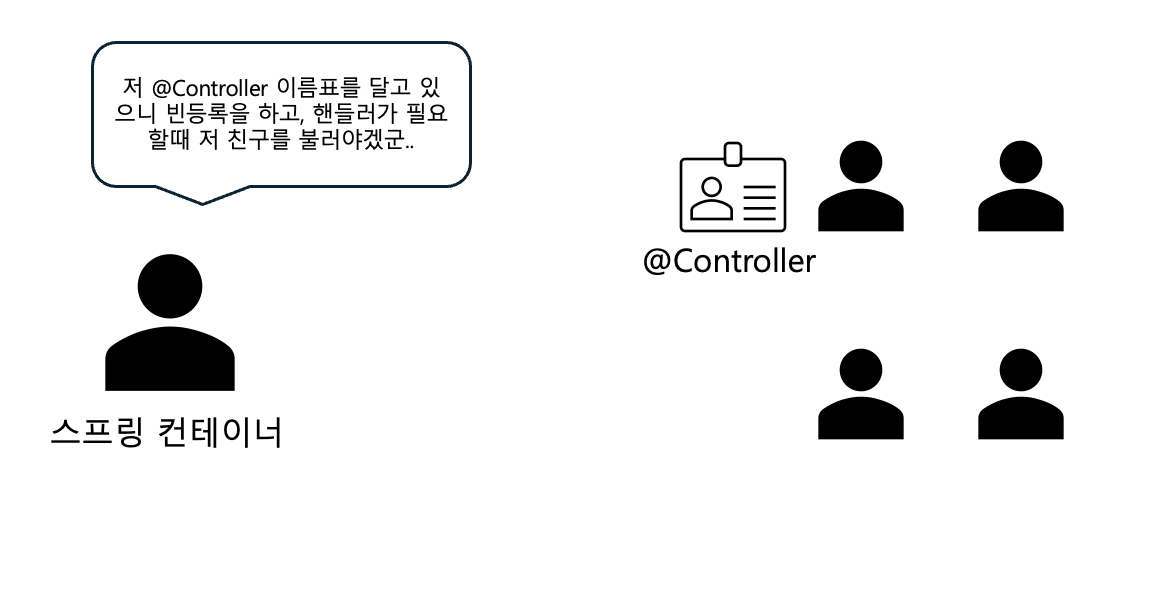 저 @Controller 이름표를 달고 있
으니 빈등록을 하고, 핸들러가 필요
할때 저 친구를 불러야겠군..
@Controller
스프링 컨테이너